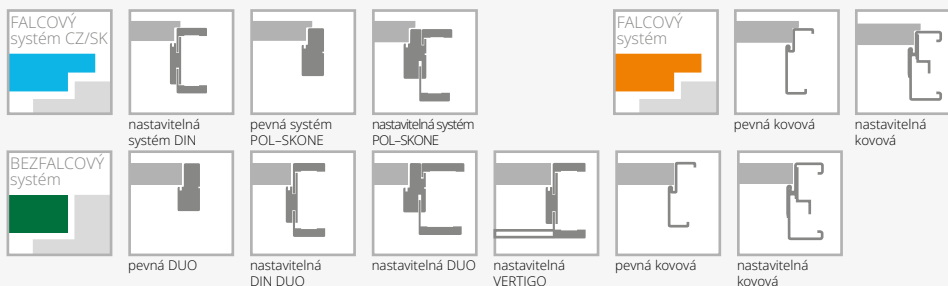 FALCOVÝ
systém CZ/SK
nastavitelná
systém DIN
pevná systém
POL–SKONE
nastavitelná systém
POL–SKONE
FALCOVÝ
systém
pevná kovová
nastavitelná
kovová
BEZFALCOVÝ
systém
pevná DUO
nastavitelná
DIN DUO
nastavitelná DUO
nastavitelná
VERTIGO
pevná kovová
nastavitelná
kovová